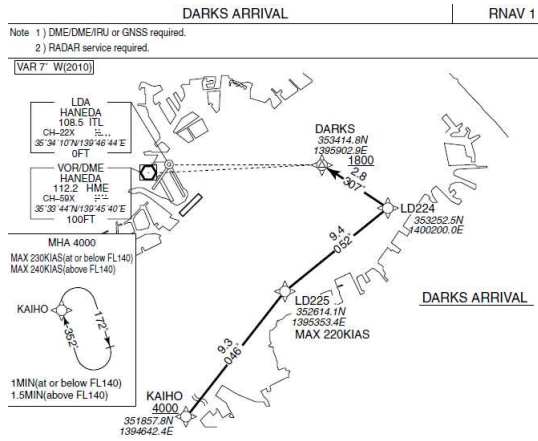 DARKS ARRIVAL
RNAV 1
Note 1 ) DME/DME/IRU or GNSS required.
2 ) RADAR service required.
VAR 7° W(2010)
LDA
HANEDA
108.5 ITL
CH-22X
35°34'10"N/139°46'44"E
0FT
VOR/DME
HANEDA
112.2 HME
CH-59X
35°33'44"N/139°45'40"E
100FT
DARKS
353414.8N
1395902.9E
1800
2.8
307°
LD224
353252.5N
1400200.0E
9.4
052°
MHA 4000
MAX 230KIAS(at or below FL140)
MAX 240KIAS(above FL140)
KAIHO
172°
352°
1MIN(at or below FL140)
1.5MIN(above FL140)
LD225
352614.1N
1395353.4E
MAX 220KIAS
DARKS ARRIVAL
9.3
046°
KAIHO
4000
351857.8N
1394642.4E